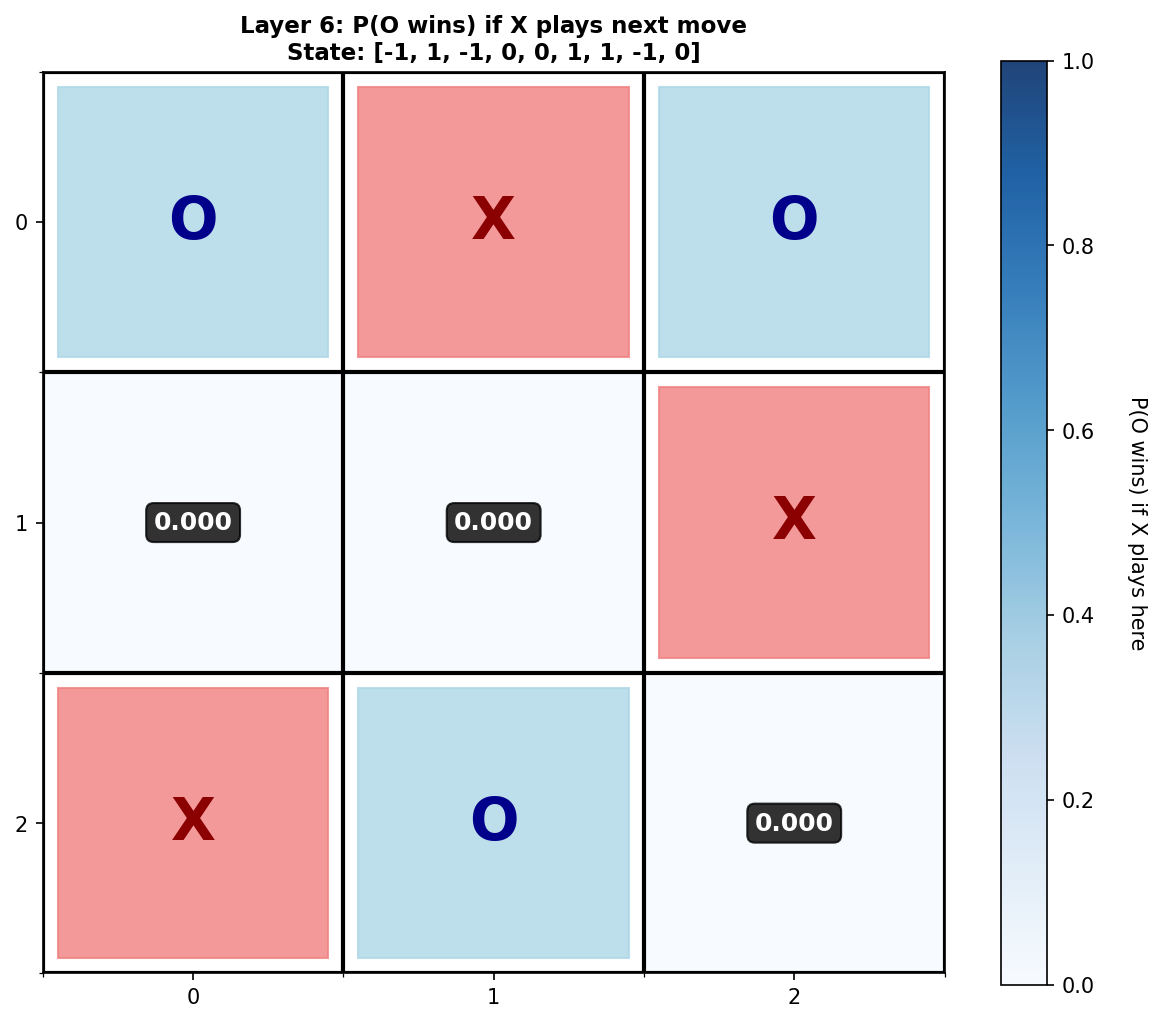 Layer 6: P(O wins) if X plays next move
State: [-1, 1, -1, 0, 0, 1, 1, -1, 0]
1.0
0 O X O
0.8
0.6
P(O wins) if X plays here
1 0.000 0.000 X
0.4
0.2
2 X O 0.000
0.0
0 1 2